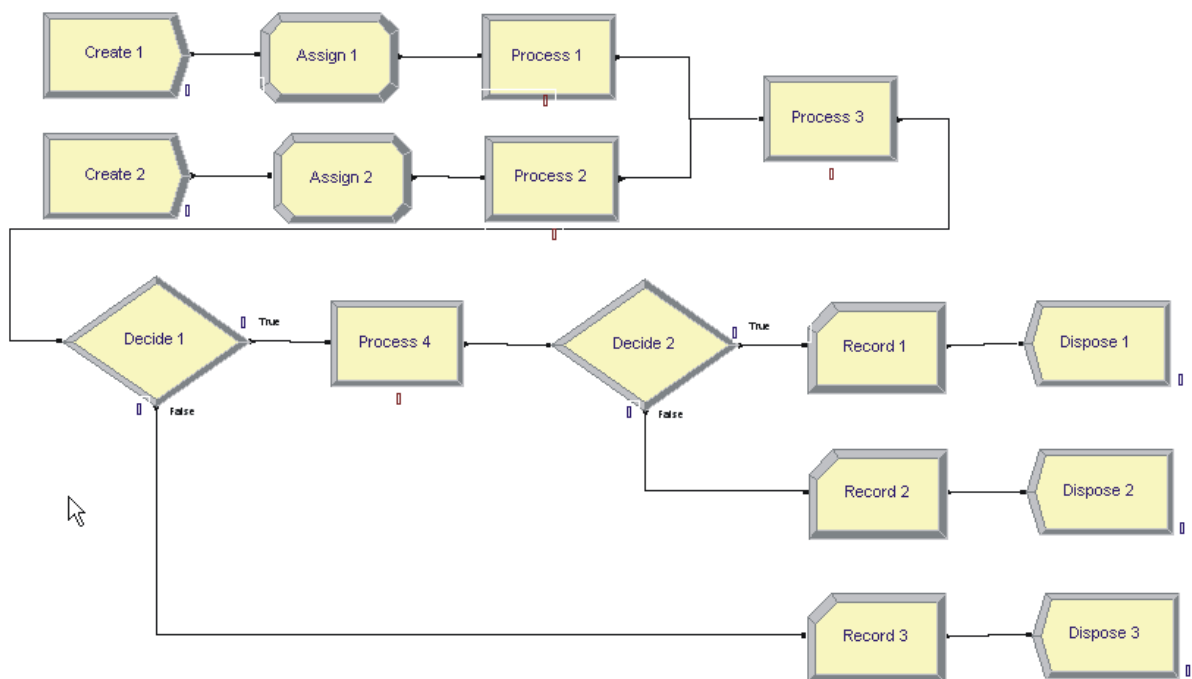 Create 1
Assign 1
Process 1
Process 3
Create 2
Assign 2
Process 2
Decide 1
True
False
Process 4
Decide 2
True
False
Record 1
Dispose 1
Record 2
Dispose 2
Record 3
Dispose 3